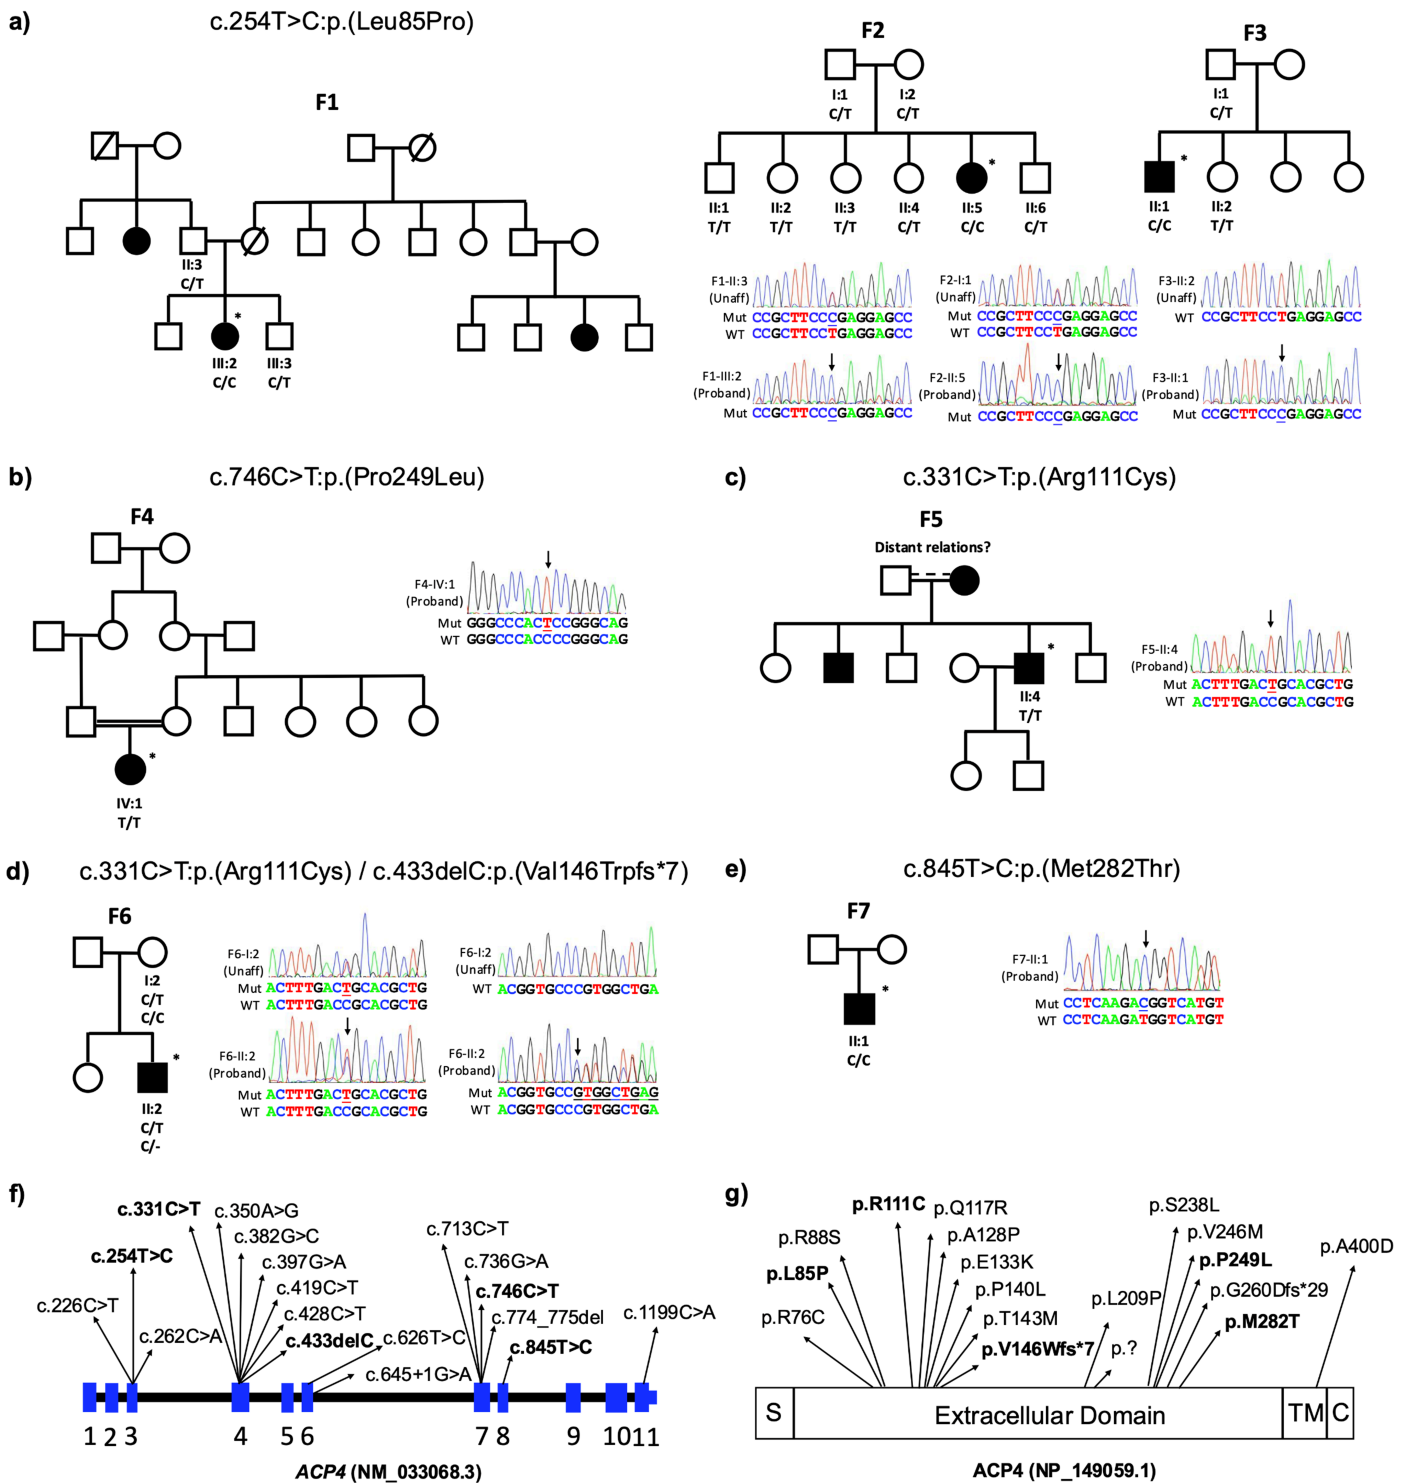 a)
c.254T>C:p.(Leu85Pro)
F1
II:3
C/T
*
III:2
C/C
III:3
C/T
F2
I:1
C/T
I:2
C/T
*
II:1
T/T
II:2
T/T
II:3
T/T
II:4
C/T
II:5
C/C
II:6
C/T
F3
I:1
C/T
*
II:1
C/C
II:2
T/T
F1-II:3
(Unaff)
Mut CCGCTTCCCGAGGAGCC
WT CCGCTTCCTGAGGAGCC
F2-I:1
(Unaff)
Mut CCGCTTCCCGAGGAGCC
WT CCGCTTCCTGAGGAGCC
F3-II:2
(Unaff)
WT CCGCTTCCTGAGGAGCC
F1-III:2
(Proband)
Mut CCGCTTCCCGAGGAGCC
F2-II:5
(Proband)
Mut CCGCTTCCCGAGGAGCC
F3-II:1
(Proband)
Mut CCGCTTCCCGAGGAGCC
b)
c.746C>T:p.(Pro249Leu)
F4
*
IV:1
T/T
F4-IV:1
(Proband)
Mut GGGCCCACTCCGGGCAG
WT GGGCCCACCCCGGGCAG
c)
c.331C>T:p.(Arg111Cys)
F5
Distant relations?
*
II:4
T/T
F5-II:4
(Proband)
Mut ACTTTGACTGCACGCTG
WT ACTTTGACCGCACGCTG
d)
c.331C>T:p.(Arg111Cys) / c.433delC:p.(Val146Trpfs*7)
F6
I:2
C/T
C/C
*
II:2
C/T
C/-
F6-I:2
(Unaff)
Mut ACTTTGACTGCACGCTG
WT ACTTTGACCGCACGCTG
F6-I:2
(Unaff)
WT ACGGTGCCCGTGGCTGA
F6-II:2
(Proband)
Mut ACTTTGACTGCACGCTG
WT ACTTTGACCGCACGCTG
F6-II:2
(Proband)
Mut ACGGTGCCGTGGCTGAG
WT ACGGTGCCCGTGGCTGA
e)
c.845T>C:p.(Met282Thr)
F7
*
II:1
C/C
F7-II:1
(Proband)
Mut CCTCAAGACGGTCATGT
WT CCTCAAGATGGTCATGT
f)
c.331C>T
c.350A>G
c.382G>C
c.254T>C
c.397G>A
c.419C>T
c.226C>T
c.428C>T
c.262C>A
c.433delC
c.626T>C
c.645+1G>A
c.713C>T
c.736G>A
c.746C>T
c.774_775del
c.845T>C
c.1199C>A
1 2 3 4 5 6 7 8 9 10 11
ACP4 (NM_033068.3)
g)
p.R111C
p.Q117R
p.R88S
p.A128P
p.L85P
p.E133K
p.P140L
p.R76C
p.T143M
p.V146Wfs*7
p.L209P
p.?
p.S238L
p.V246M
p.P249L
p.G260Dfs*29
p.M282T
p.A400D
S
Extracellular Domain
TM
C
ACP4 (NP_149059.1)